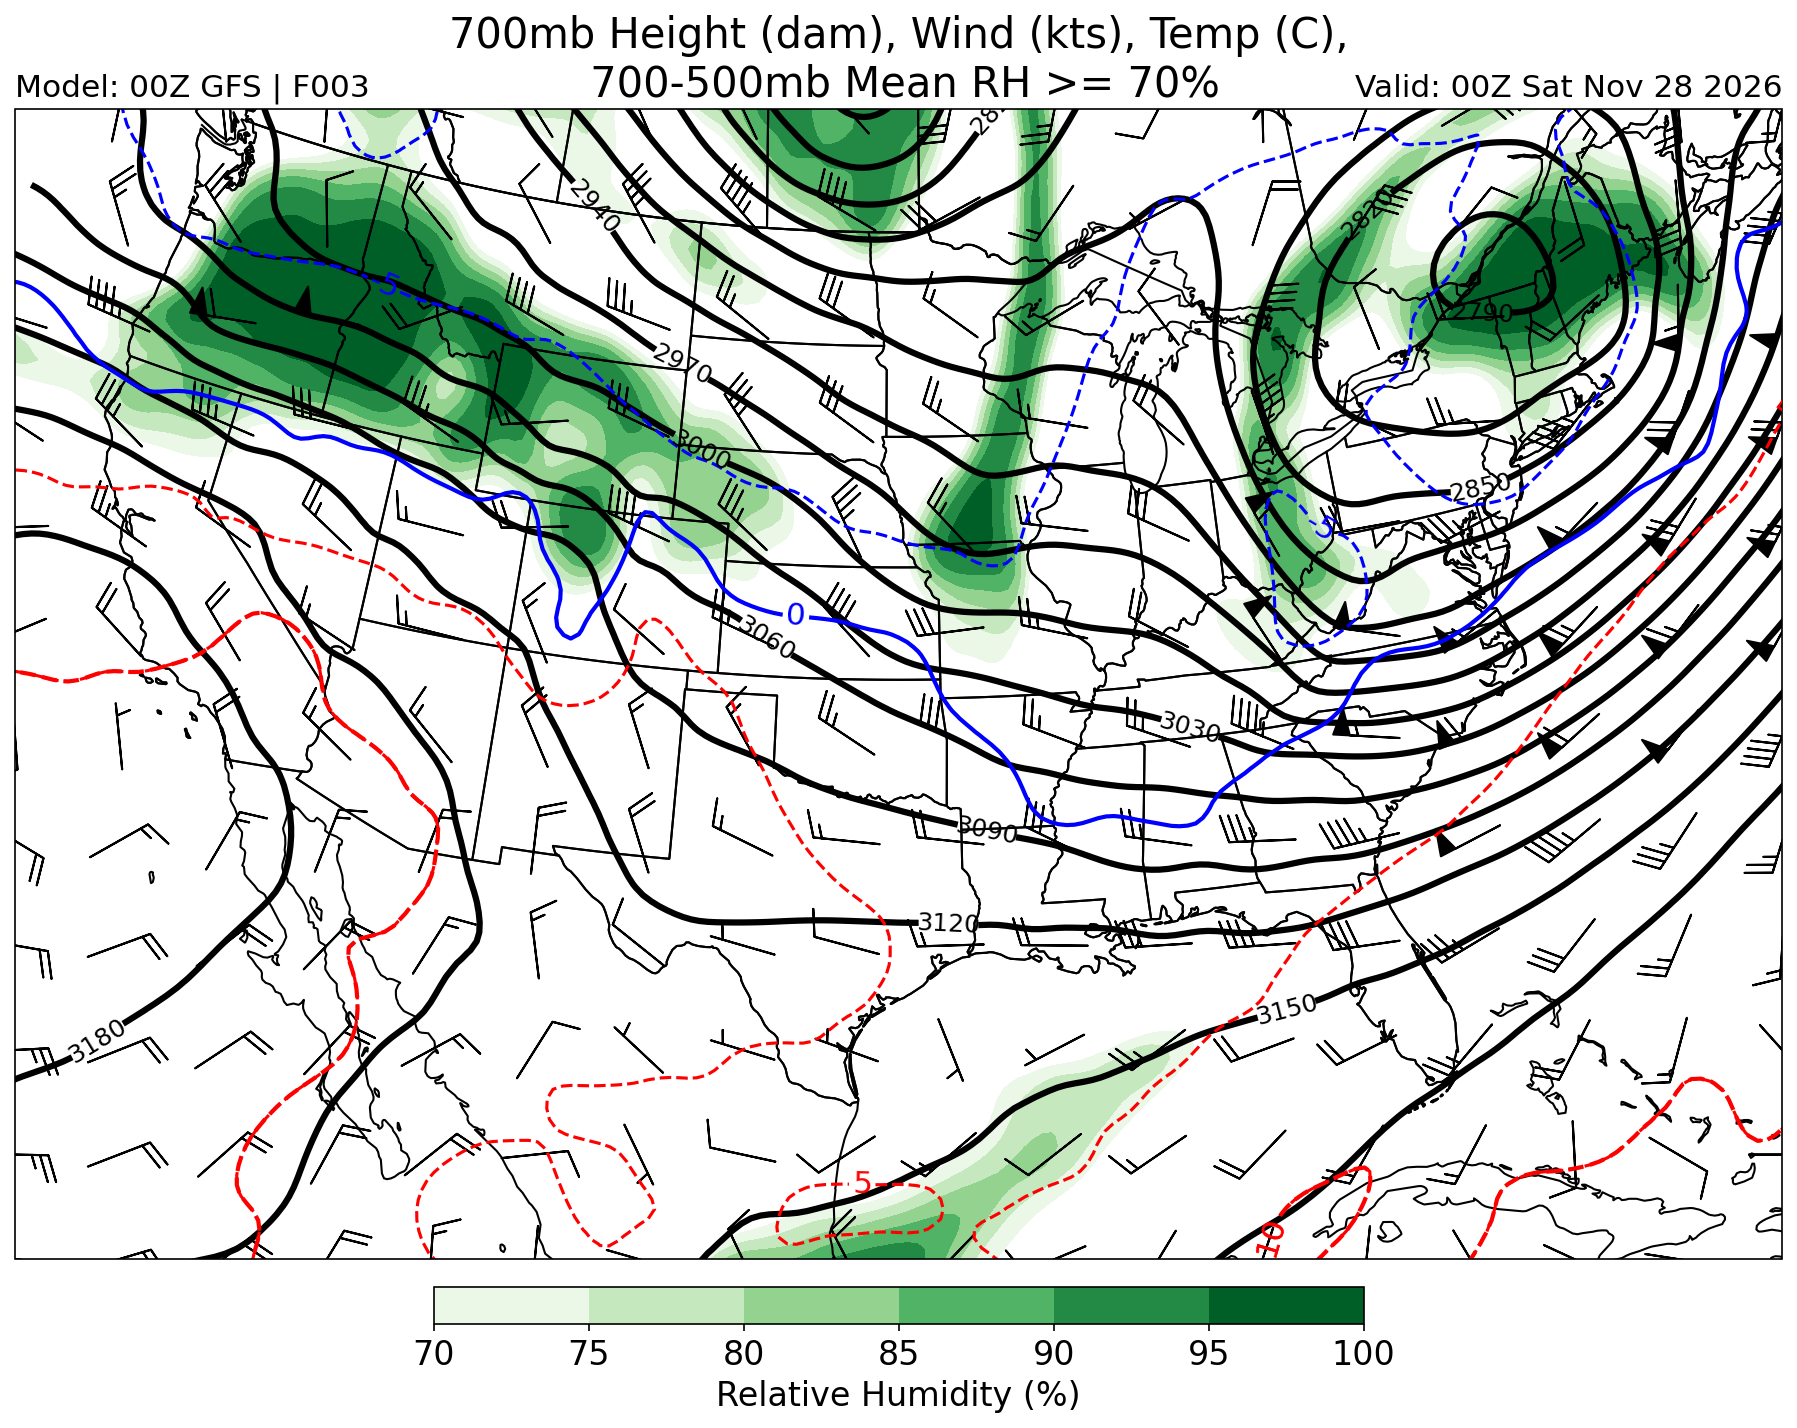 700mb Height (dam), Wind (kts), Temp (C),
Model: 00Z GFS | F003
700-500mb Mean RH >= 70%
Valid: 00Z Sat Nov 28 2026
2940
2820
5
2790
2970
3000
2850
5
0
3060
3030
3090
3120
3150
3180
5
10
70 75 80 85 90 95 100
Relative Humidity (%)